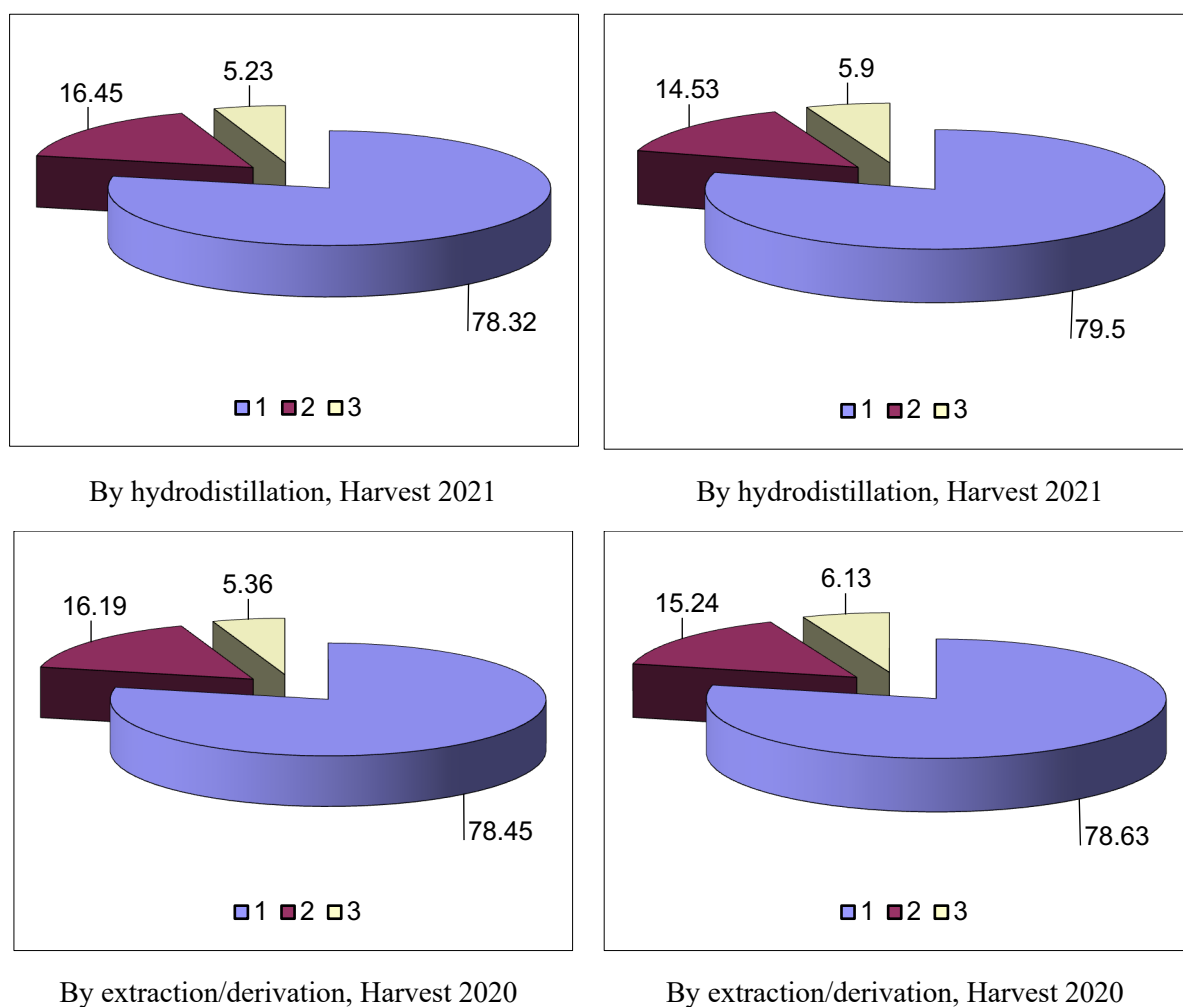 5.23
16.45
78.32
1 2 3
By hydrodistillation, Harvest 2021
5.9
14.53
79.5
1 2 3
By hydrodistillation, Harvest 2021
5.36
16.19
78.45
1 2 3
By extraction/derivation, Harvest 2020
6.13
15.24
78.63
1 2 3
By extraction/derivation, Harvest 2020